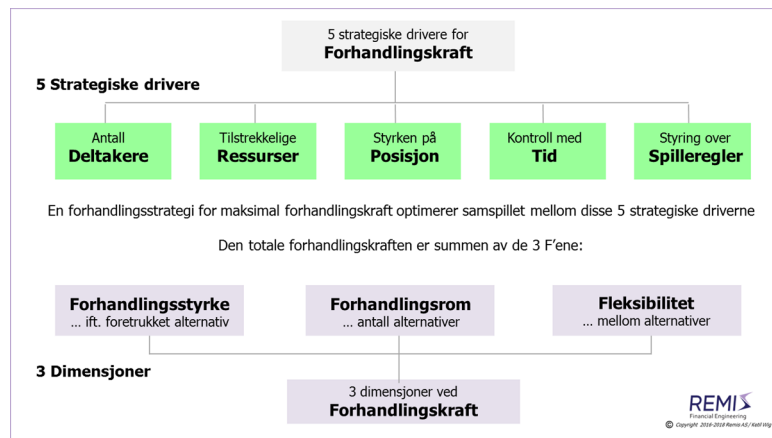 5 strategiske drivere for
Forhandlingskraft
5 Strategiske drivere
Antall
Deltakere
Tilstrekkelige
Ressurser
Styrken på
Posisjon
Kontroll med
Tid
Styring over
Spilleregler
En forhandlingsstrategi for maksimal forhandlingskraft optimerer samspillet mellom disse 5 strategiske driverne
Den totale forhandlingskraften er summen av de 3 F'ene:
Forhandlingsstyrke
... ift. foretrukket alternativ
Forhandlingsrom
... antall alternativer
Fleksibilitet
... mellom alternativer
3 Dimensjoner
3 dimensjoner ved
Forhandlingskraft
REMIS
Financial Engineering
© Copyright 2016-2018 Remis AS / Ketil Wig